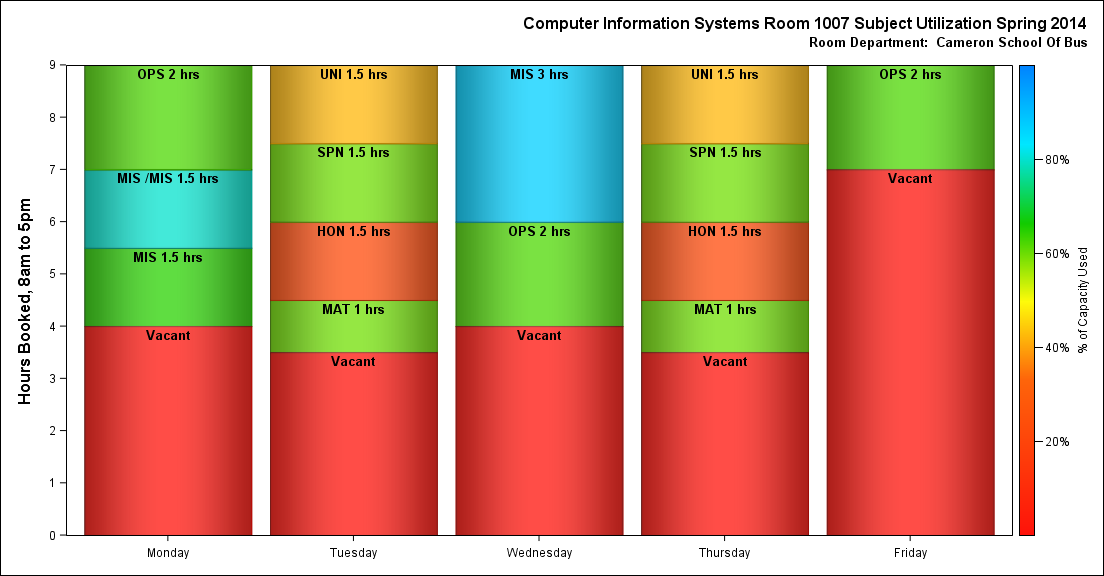 Computer Information Systems Room 1007 Subject Utilization Spring 2014
Room Department:  Cameron School Of Bus
Hours Booked, 8am to 5pm
9
8
7
6
5
4
3
2
1
0
OPS 2 hrs
MIS /MIS 1.5 hrs
MIS 1.5 hrs
Vacant
UNI 1.5 hrs
SPN 1.5 hrs
HON 1.5 hrs
MAT 1 hrs
Vacant
MIS 3 hrs
OPS 2 hrs
Vacant
UNI 1.5 hrs
SPN 1.5 hrs
HON 1.5 hrs
MAT 1 hrs
Vacant
OPS 2 hrs
Vacant
Monday
Tuesday
Wednesday
Thursday
Friday
80%
60%
40%
20%
% of Capacity Used